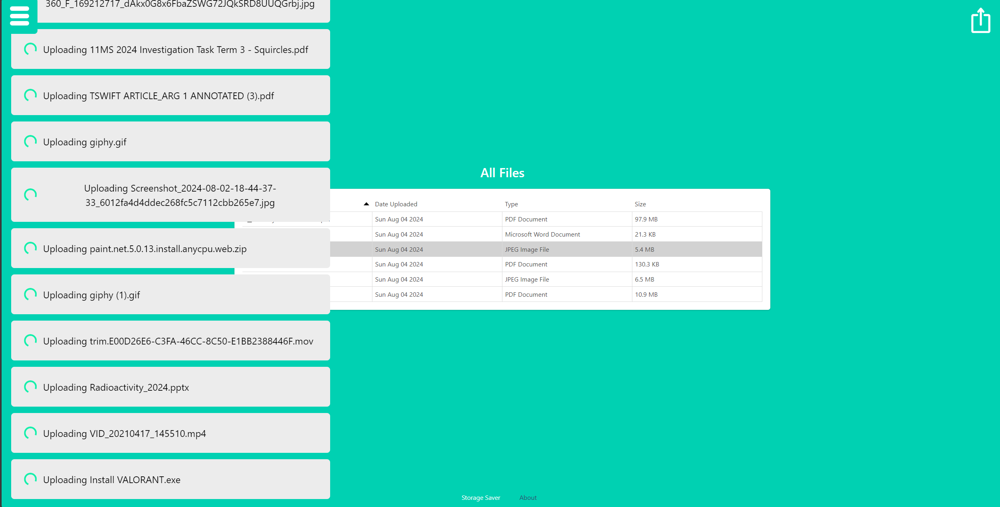 360_F_169212717_dAkx0G8x6FbaZSWG72JQkSRD8UUQGrbj.jpg
Uploading 11MS 2024 Investigation Task Term 3 - Squircles.pdf
Uploading TSWIFT ARTICLE_ARG 1 ANNOTATED (3).pdf
Uploading giphy.gif
Uploading Screenshot_2024-08-02-18-44-37-
33_6012fa4d4ddec268fc5c7112cbb265e7.jpg
Uploading paint.net.5.0.13.install.anycpu.web.zip
Uploading giphy (1).gif
Uploading trim.E00D26E6-C3FA-46CC-8C50-E1BB2388446F.mov
Uploading Radioactivity_2024.pptx
Uploading VID_20210417_145510.mp4
Uploading Install VALORANT.exe
All Files
Date Uploaded Type Size
Sun Aug 04 2024 PDF Document 97.9 MB
Sun Aug 04 2024 Microsoft Word Document 21.3 KB
Sun Aug 04 2024 JPEG Image File 5.4 MB
Sun Aug 04 2024 PDF Document 130.3 KB
Sun Aug 04 2024 JPEG Image File 6.5 MB
Sun Aug 04 2024 PDF Document 10.9 MB
Storage Saver About